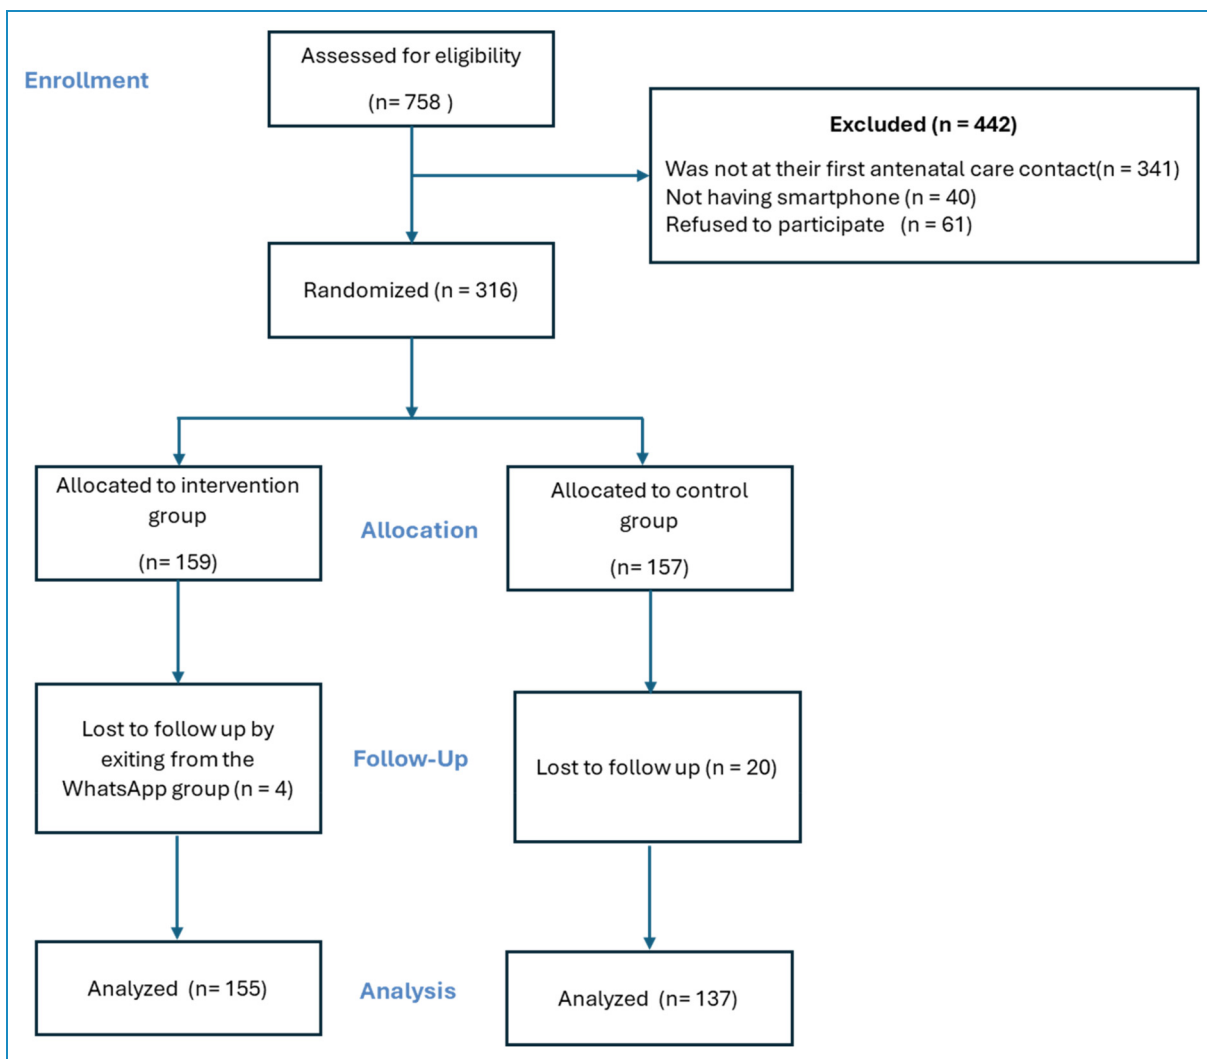 Enrollment
Assessed for eligibility
(n= 758 )
Excluded (n = 442)
Was not at their first antenatal care contact(n = 341)
Not having smartphone (n = 40)
Refused to participate (n = 61)
Randomized (n = 316)
Allocated to intervention
group
(n= 159)
Allocation
Allocated to control
group
(n= 157)
Lost to follow up by
exiting from the
WhatsApp group (n = 4)
Follow-Up
Lost to follow up (n = 20)
Analyzed (n= 155)
Analysis
Analyzed (n= 137)